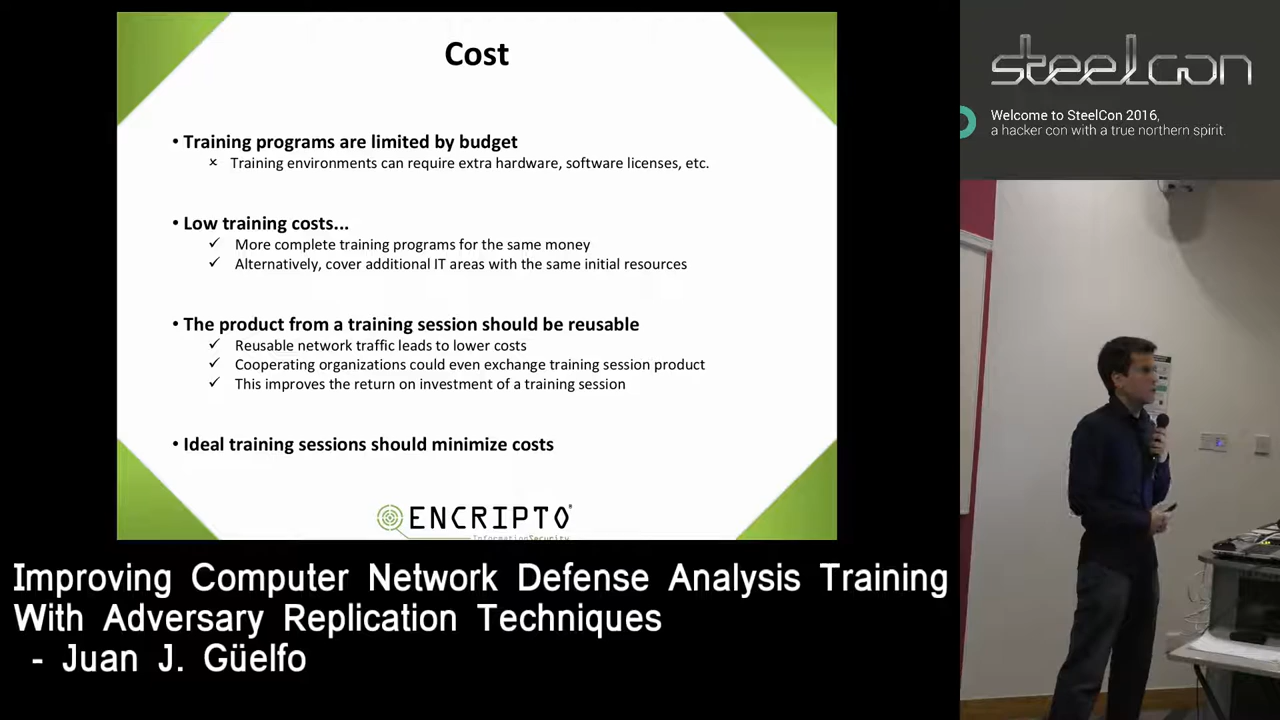 Cost
• Training programs are limited by budget
× Training environments can require extra hardware, software licenses, etc.
• Low training costs...
✓ More complete training programs for the same money
✓ Alternatively, cover additional IT areas with the same initial resources
• The product from a training session should be reusable
✓ Reusable network traffic leads to lower costs
✓ Cooperating organizations could even exchange training session product
✓ This improves the return on investment of a training session
• Ideal training sessions should minimize costs
ENCRIPTO
InformationSecurity
steelcon
Welcome to SteelCon 2016,
a hacker con with a true northern spirit.
Improving Computer Network Defense Analysis Training
With Adversary Replication Techniques
- Juan J. Güelfo